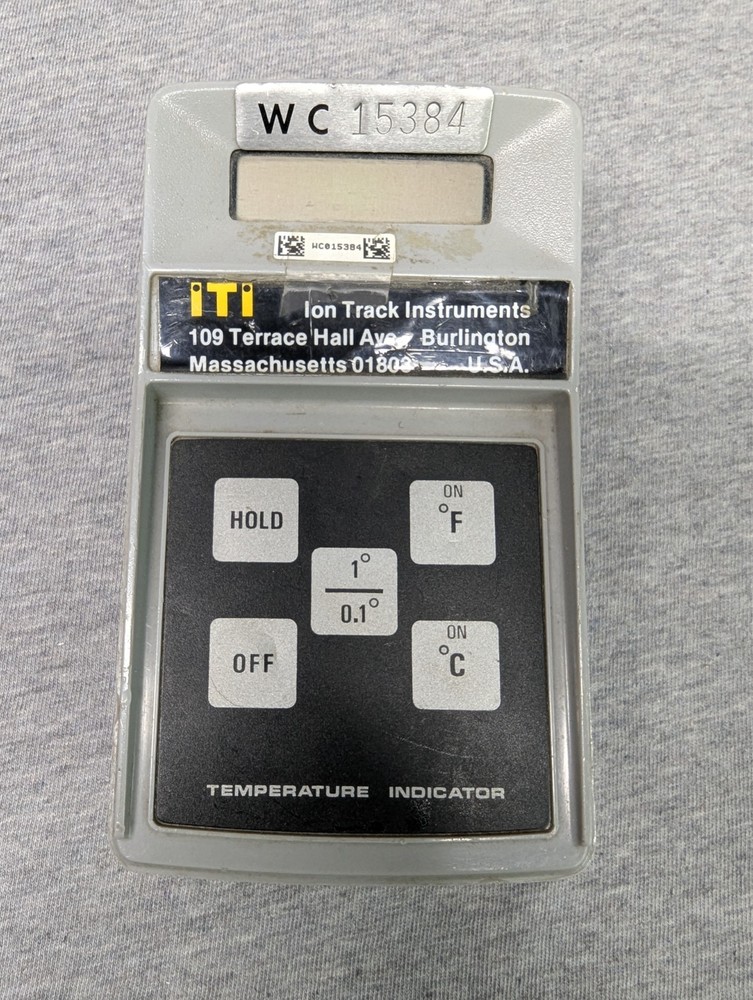 WC 15384
WC015384
iTi
Ion Track Instruments
109 Terrace Hall Ave. Burlington
Massachusetts 01803 U.S.A.
HOLD
ON
°F
1°
0.1°
OFF
ON
°C
TEMPERATURE INDICATOR